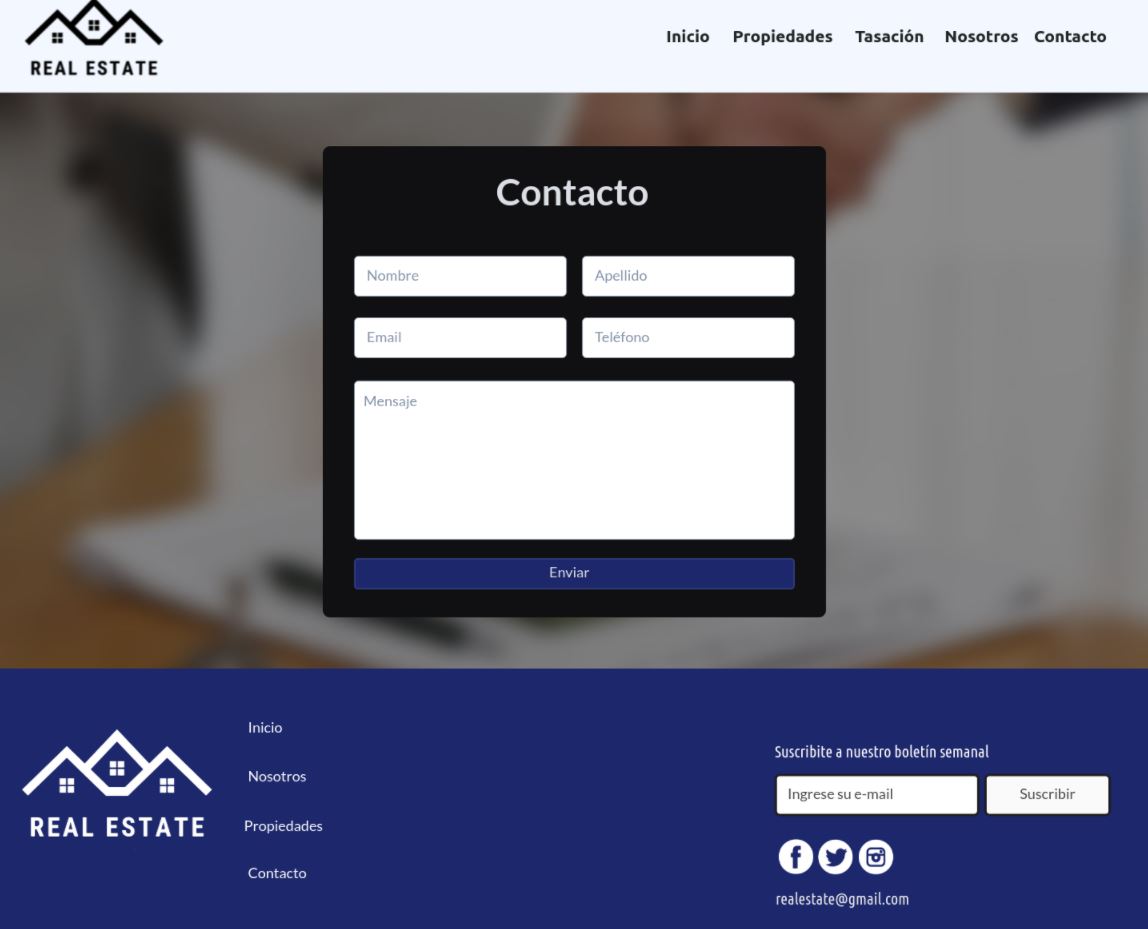 REAL ESTATE
Inicio Propiedades Tasación Nosotros Contacto
Contacto
Nombre Apellido
Email Teléfono
Mensaje
Enviar
REAL ESTATE
Inicio
Nosotros
Propiedades
Contacto
Suscribite a nuestro boletín semanal
Ingrese su e-mail Suscribir
realestate@gmail.com